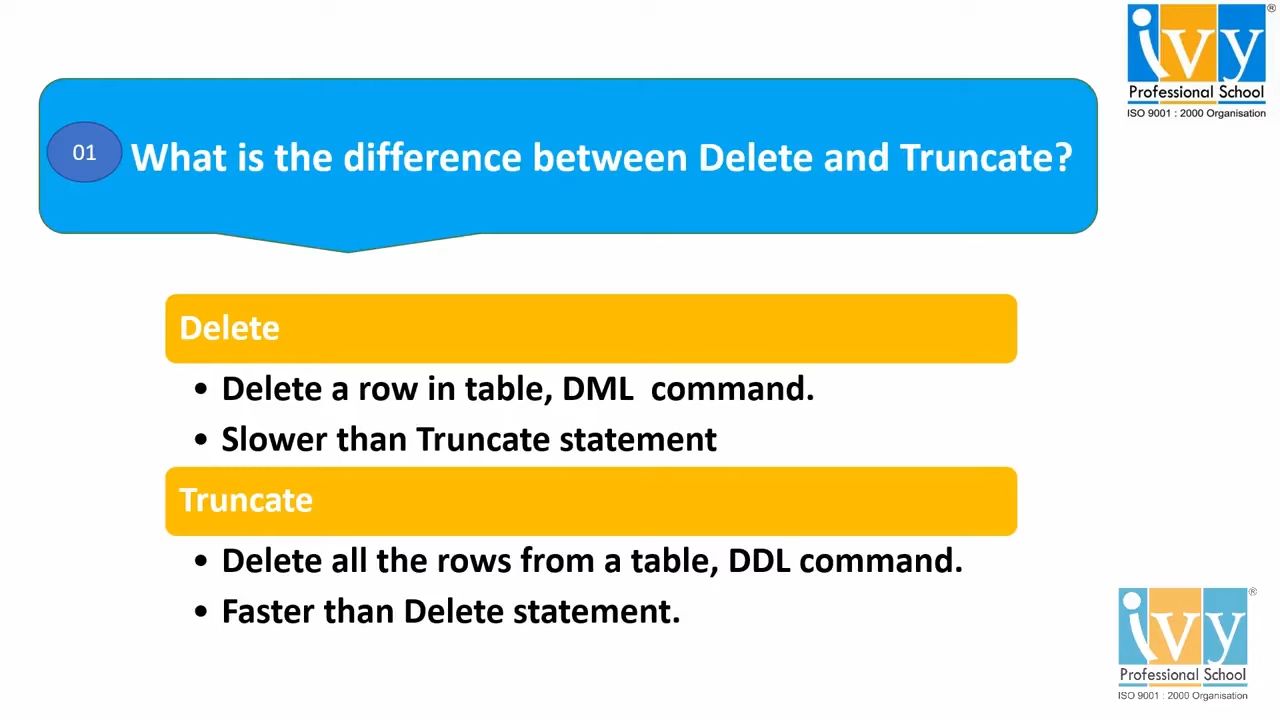 ivy
®
Professional School
ISO 9001 : 2000 Organisation
01
What is the difference between Delete and Truncate?
Delete
• Delete a row in table, DML command.
• Slower than Truncate statement
Truncate
• Delete all the rows from a table, DDL command.
• Faster than Delete statement.
ivy
®
Professional School
ISO 9001 : 2000 Organisation